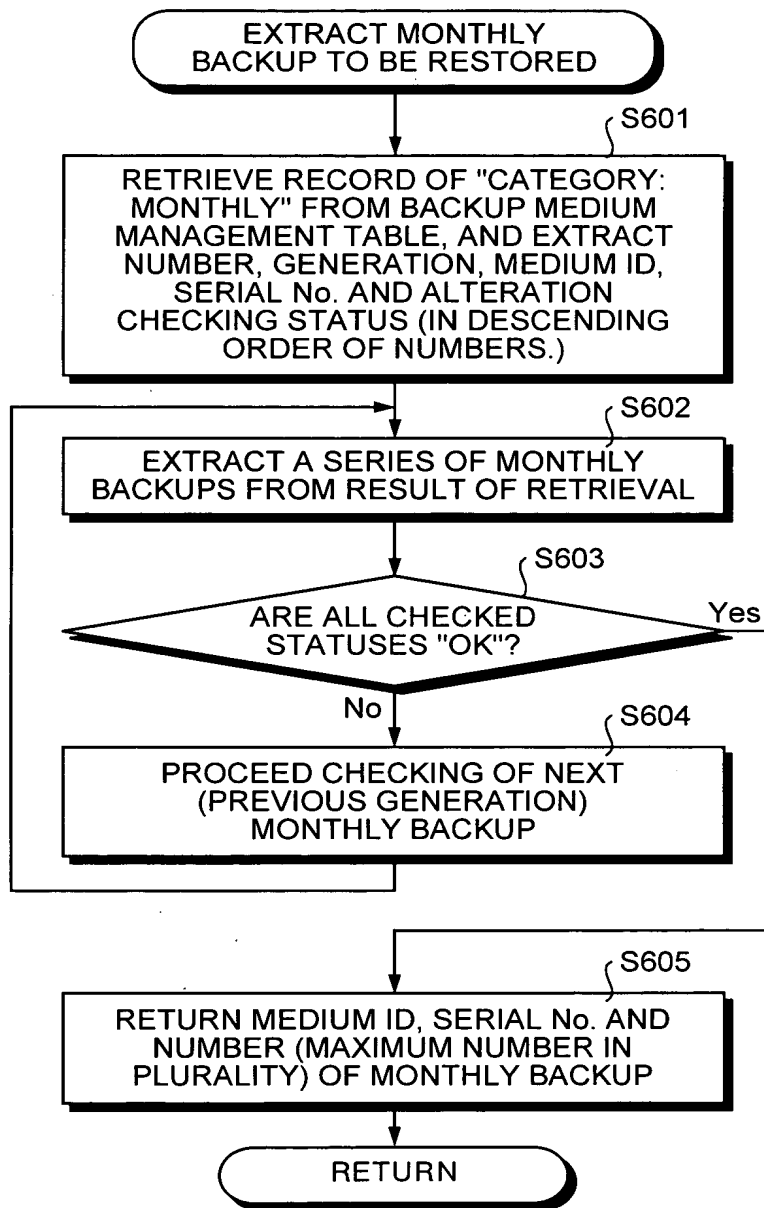 EXTRACT MONTHLY
BACKUP TO BE RESTORED
S601
RETRIEVE RECORD OF "CATEGORY:
MONTHLY" FROM BACKUP MEDIUM
MANAGEMENT TABLE, AND EXTRACT
NUMBER, GENERATION, MEDIUM ID,
SERIAL No. AND ALTERATION
CHECKING STATUS (IN DESCENDING
ORDER OF NUMBERS.)
S602
EXTRACT A SERIES OF MONTHLY
BACKUPS FROM RESULT OF RETRIEVAL
S603
ARE ALL CHECKED
STATUSES "OK"?
Yes
No
S604
PROCEED CHECKING OF NEXT
(PREVIOUS GENERATION)
MONTHLY BACKUP
S605
RETURN MEDIUM ID, SERIAL No. AND
NUMBER (MAXIMUM NUMBER IN
PLURALITY) OF MONTHLY BACKUP
RETURN